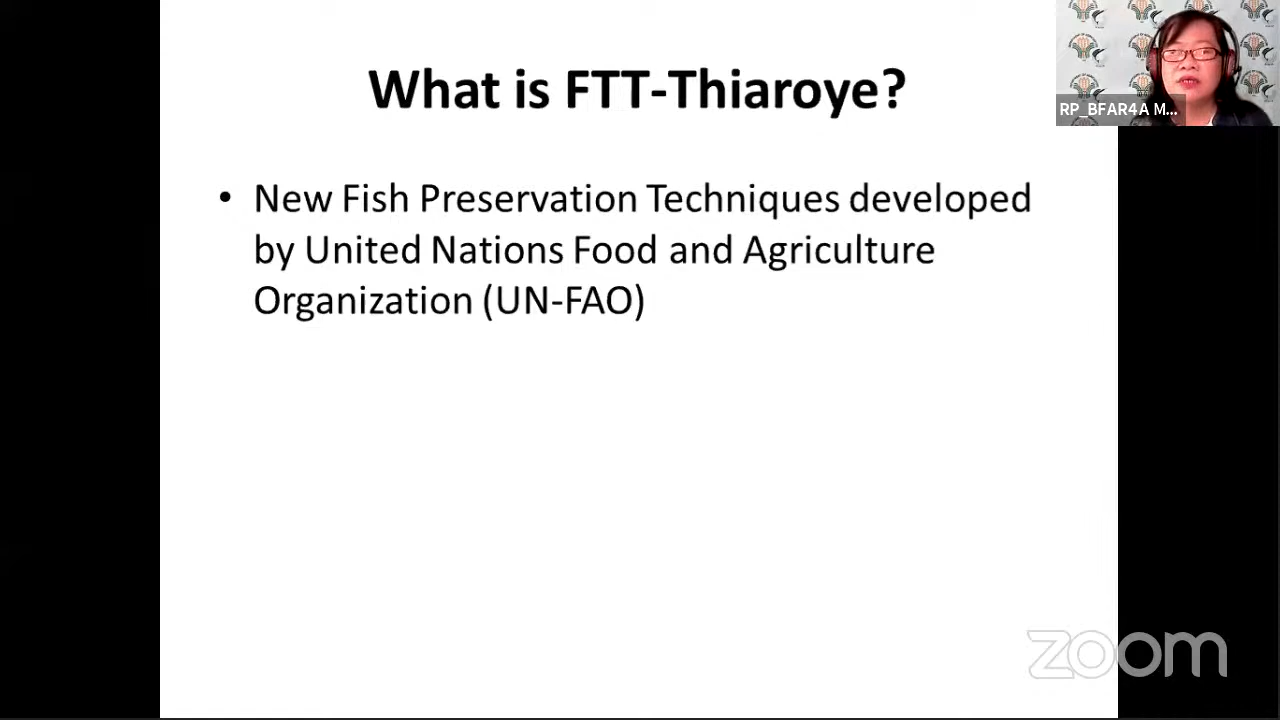 What is FTT-Thiaroye?
RP_BFAR4A M...
• New Fish Preservation Techniques developed
by United Nations Food and Agriculture
Organization (UN-FAO)
zoom